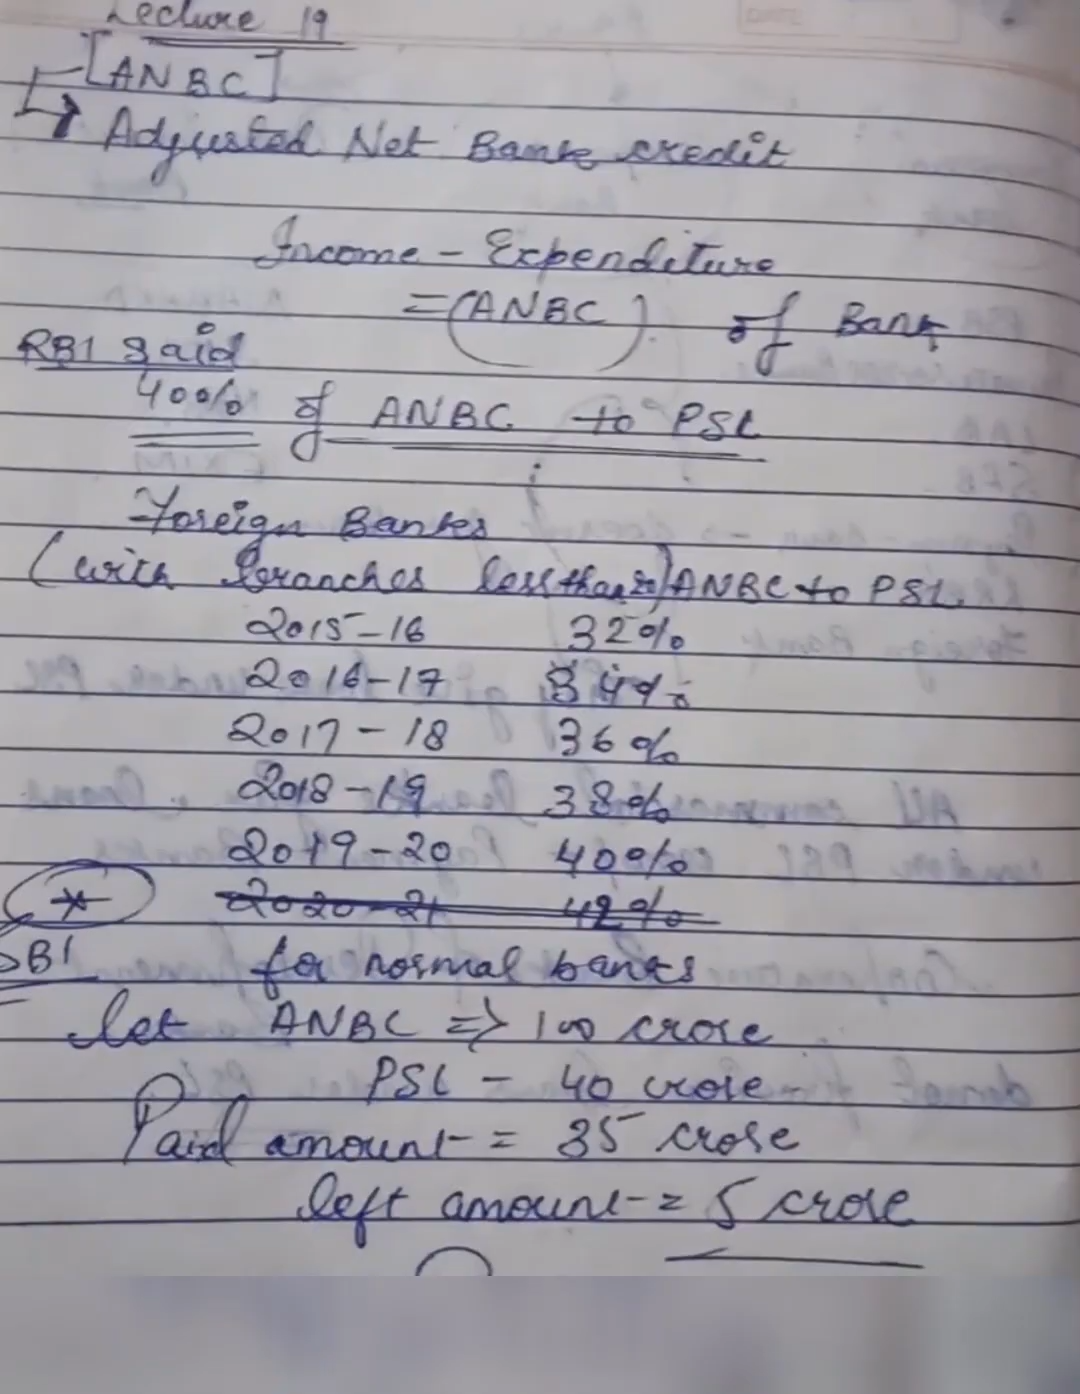 Lecture 19
[ANBC]
Adjusted Net Bank credit
Income - Expenditure
= (ANBC) of Bank
RBI said
40% of ANBC to PSL
Foreign Banks
(with branches less than 20) ANBC to PSL.
2015-16 32%
2016-17 34%
2017-18 36%
2018-19 38%
2019-20 40%
* 2020-21 42%
for normal banks
let ANBC => 100 crore
PSL - 40 crore
Paid amount = 35 crore
left amount = 5 crore